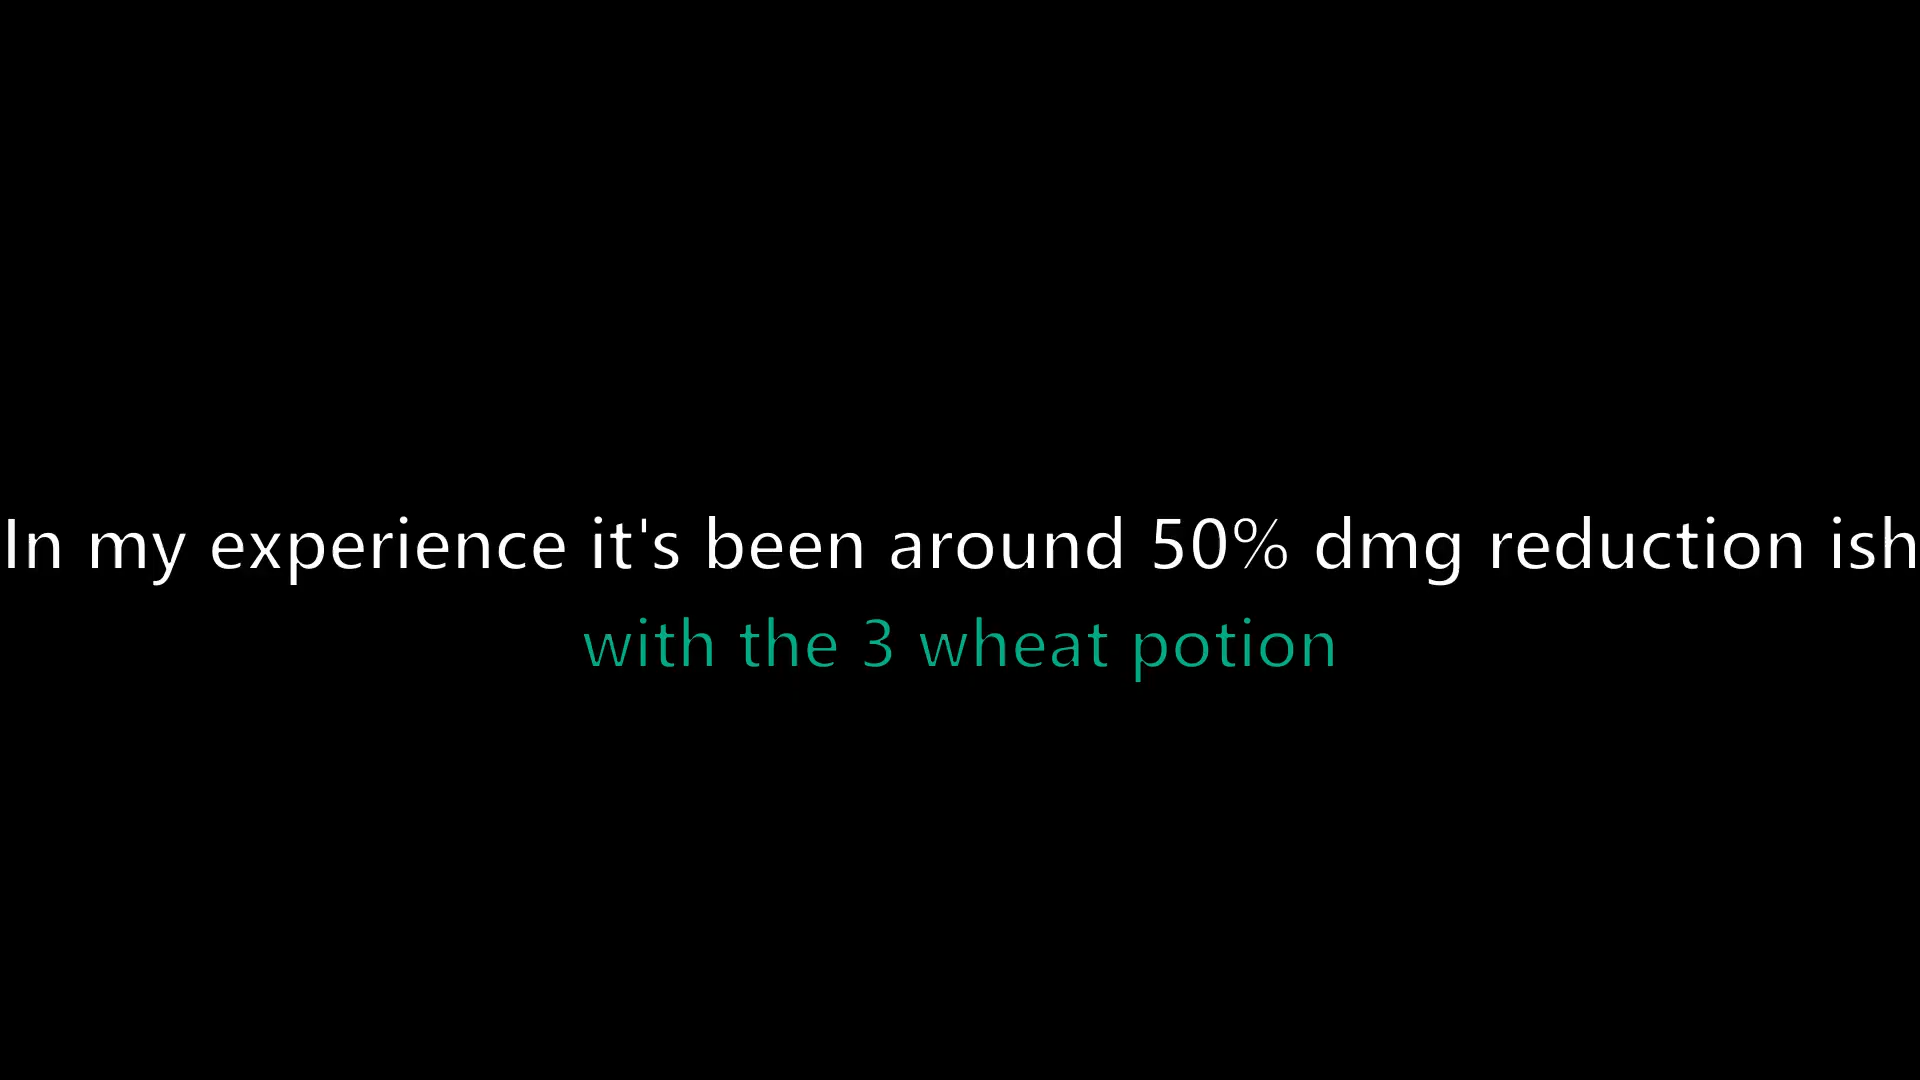 In my experience it's been around 50% dmg reduction ish
with the 3 wheat potion